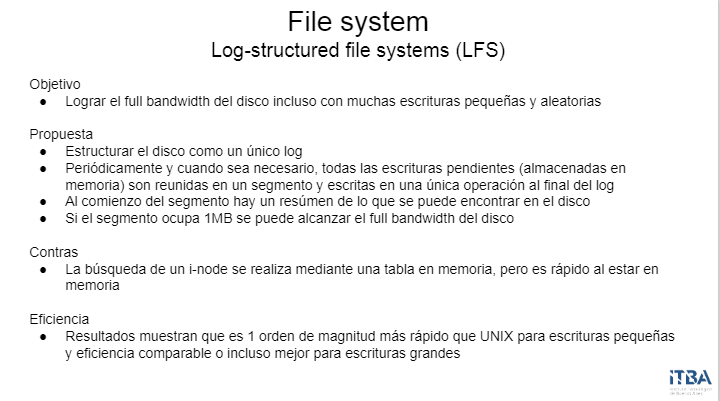 File system
Log-structured file systems (LFS)
Objetivo
● Lograr el full bandwidth del disco incluso con muchas escrituras pequeñas y aleatorias
Propuesta
● Estructurar el disco como un único log
● Periódicamente y cuando sea necesario, todas las escrituras pendientes (almacenadas en
memoria) son reunidas en un segmento y escritas en una única operación al final del log
● Al comienzo del segmento hay un resúmen de lo que se puede encontrar en el disco
● Si el segmento ocupa 1MB se puede alcanzar el full bandwidth del disco
Contras
● La búsqueda de un i-node se realiza mediante una tabla en memoria, pero es rápido al estar en
memoria
Eficiencia
● Resultados muestran que es 1 orden de magnitud más rápido que UNIX para escrituras pequeñas
y eficiencia comparable o incluso mejor para escrituras grandes
ITBA